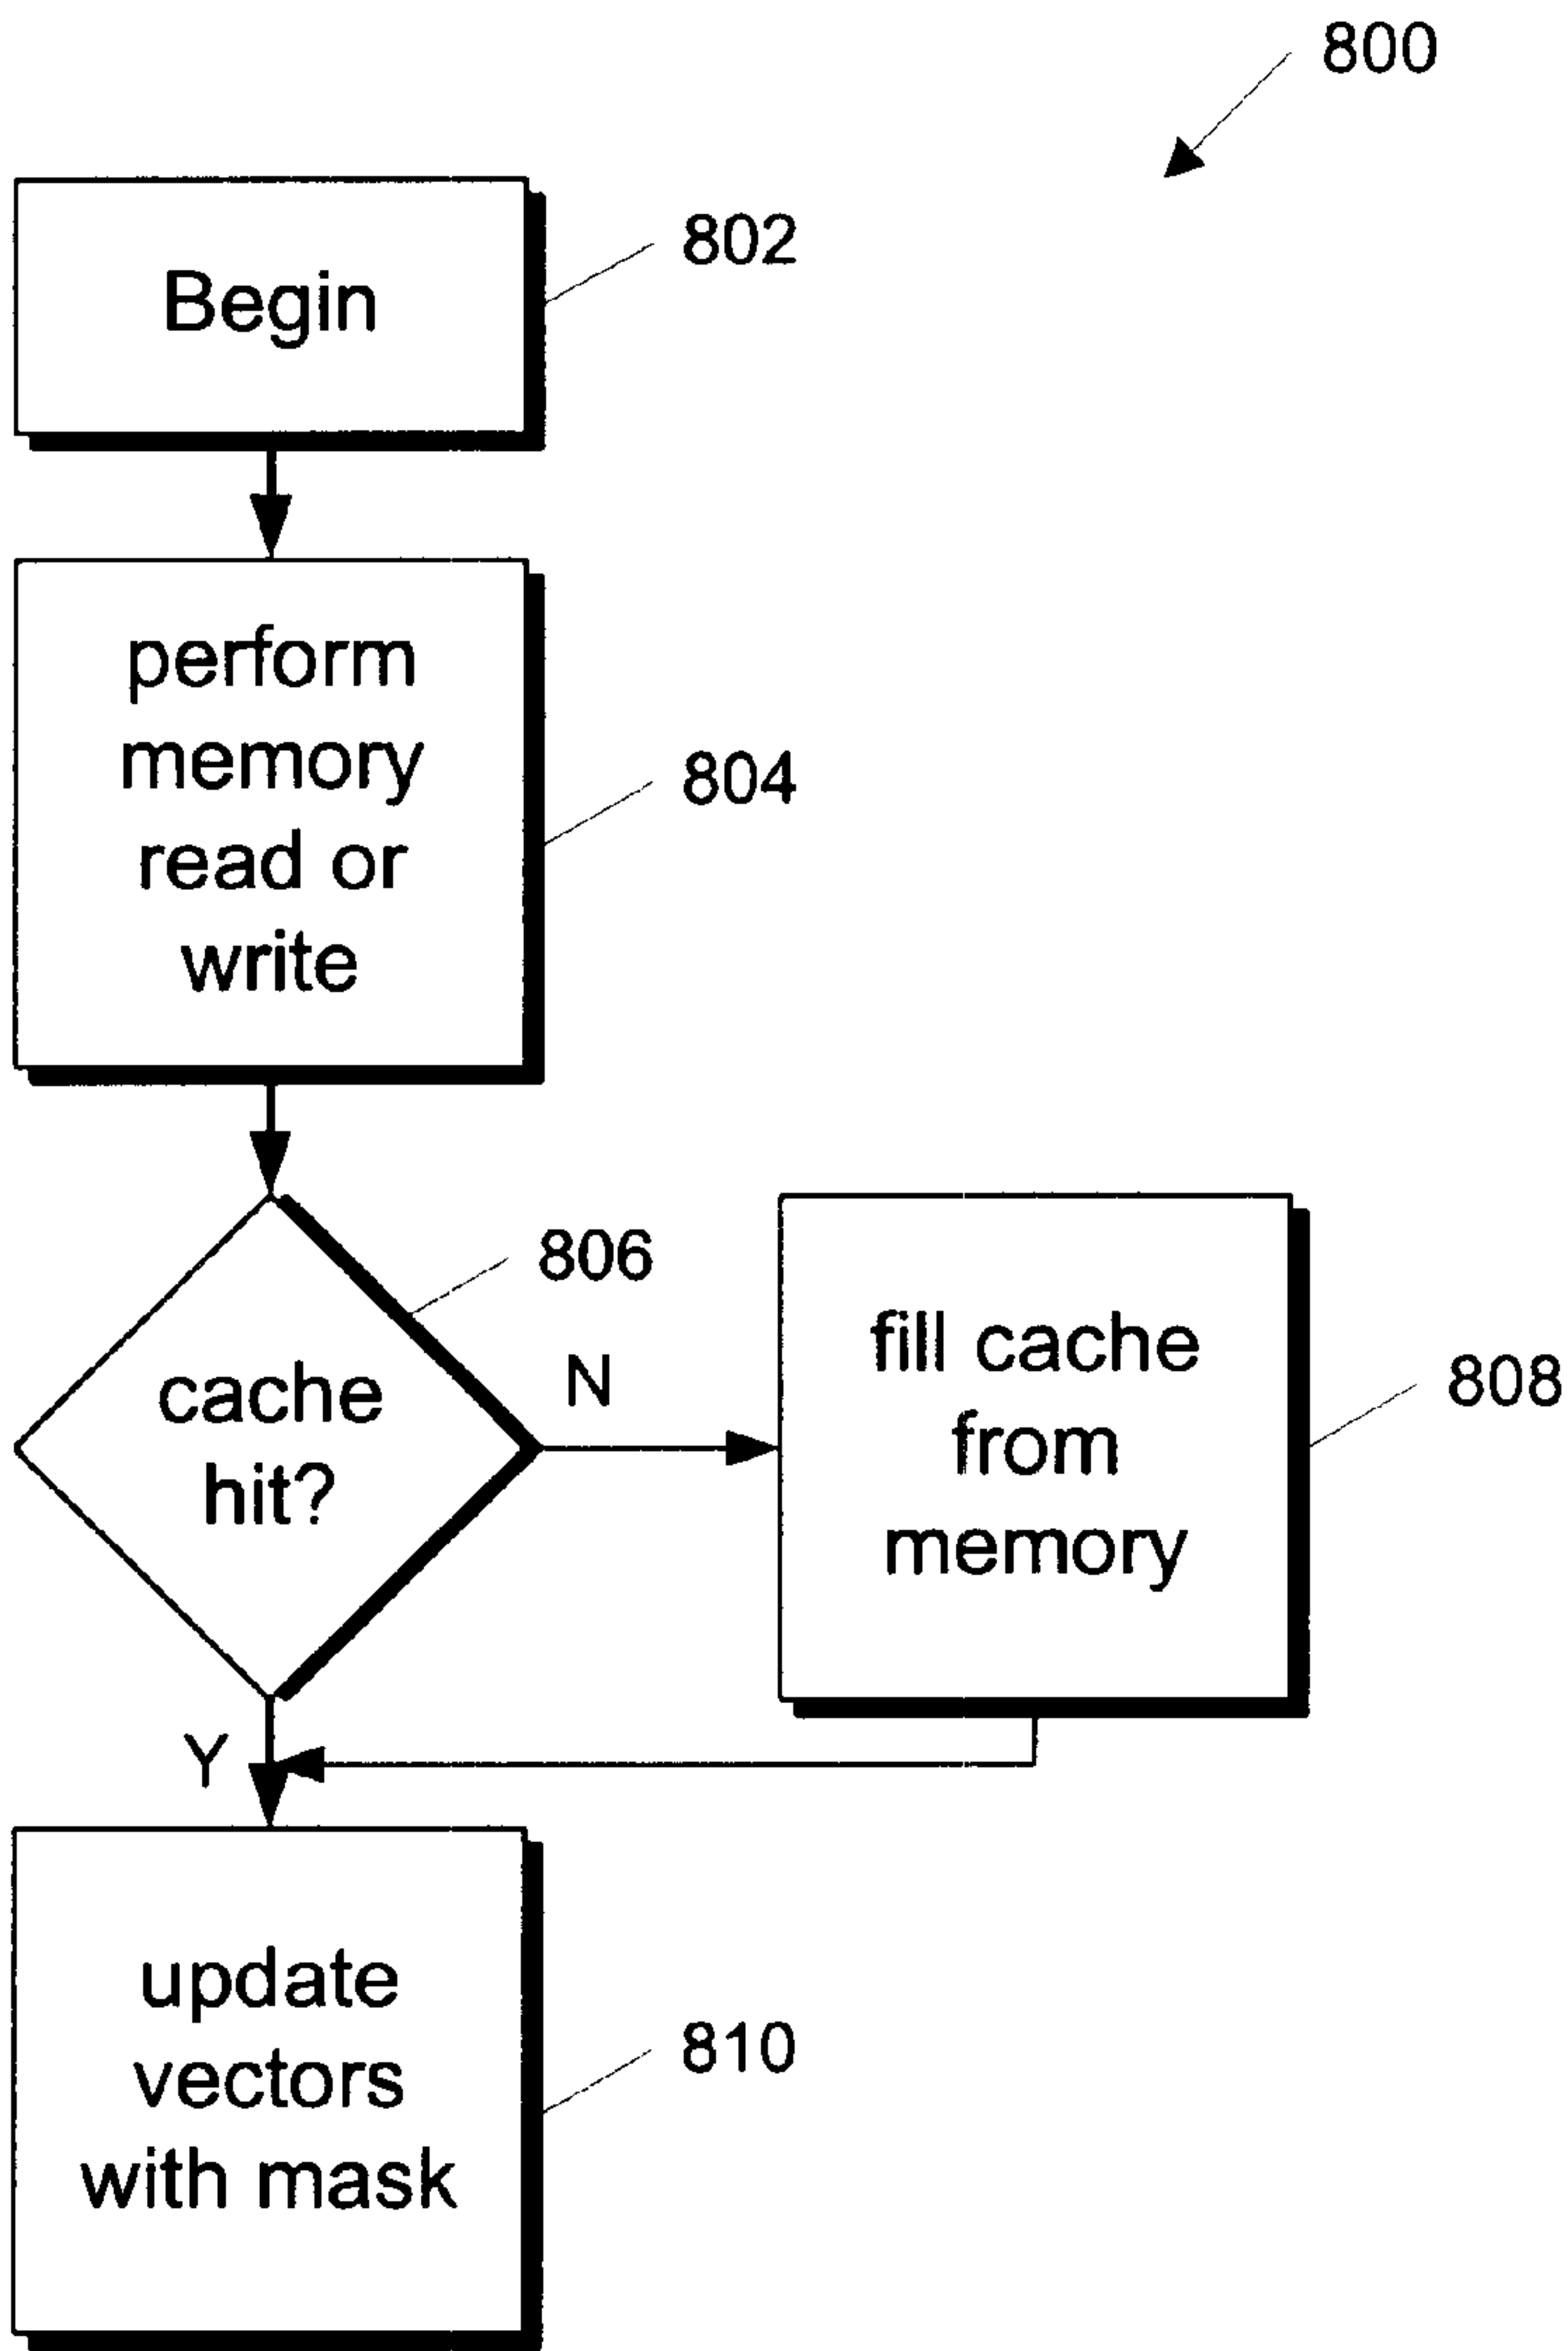 800
Begin
802
perform
memory
read or
write
804
cache
hit?
806
N
Y
fill cache
from
memory
808
update
vectors
with mask
810